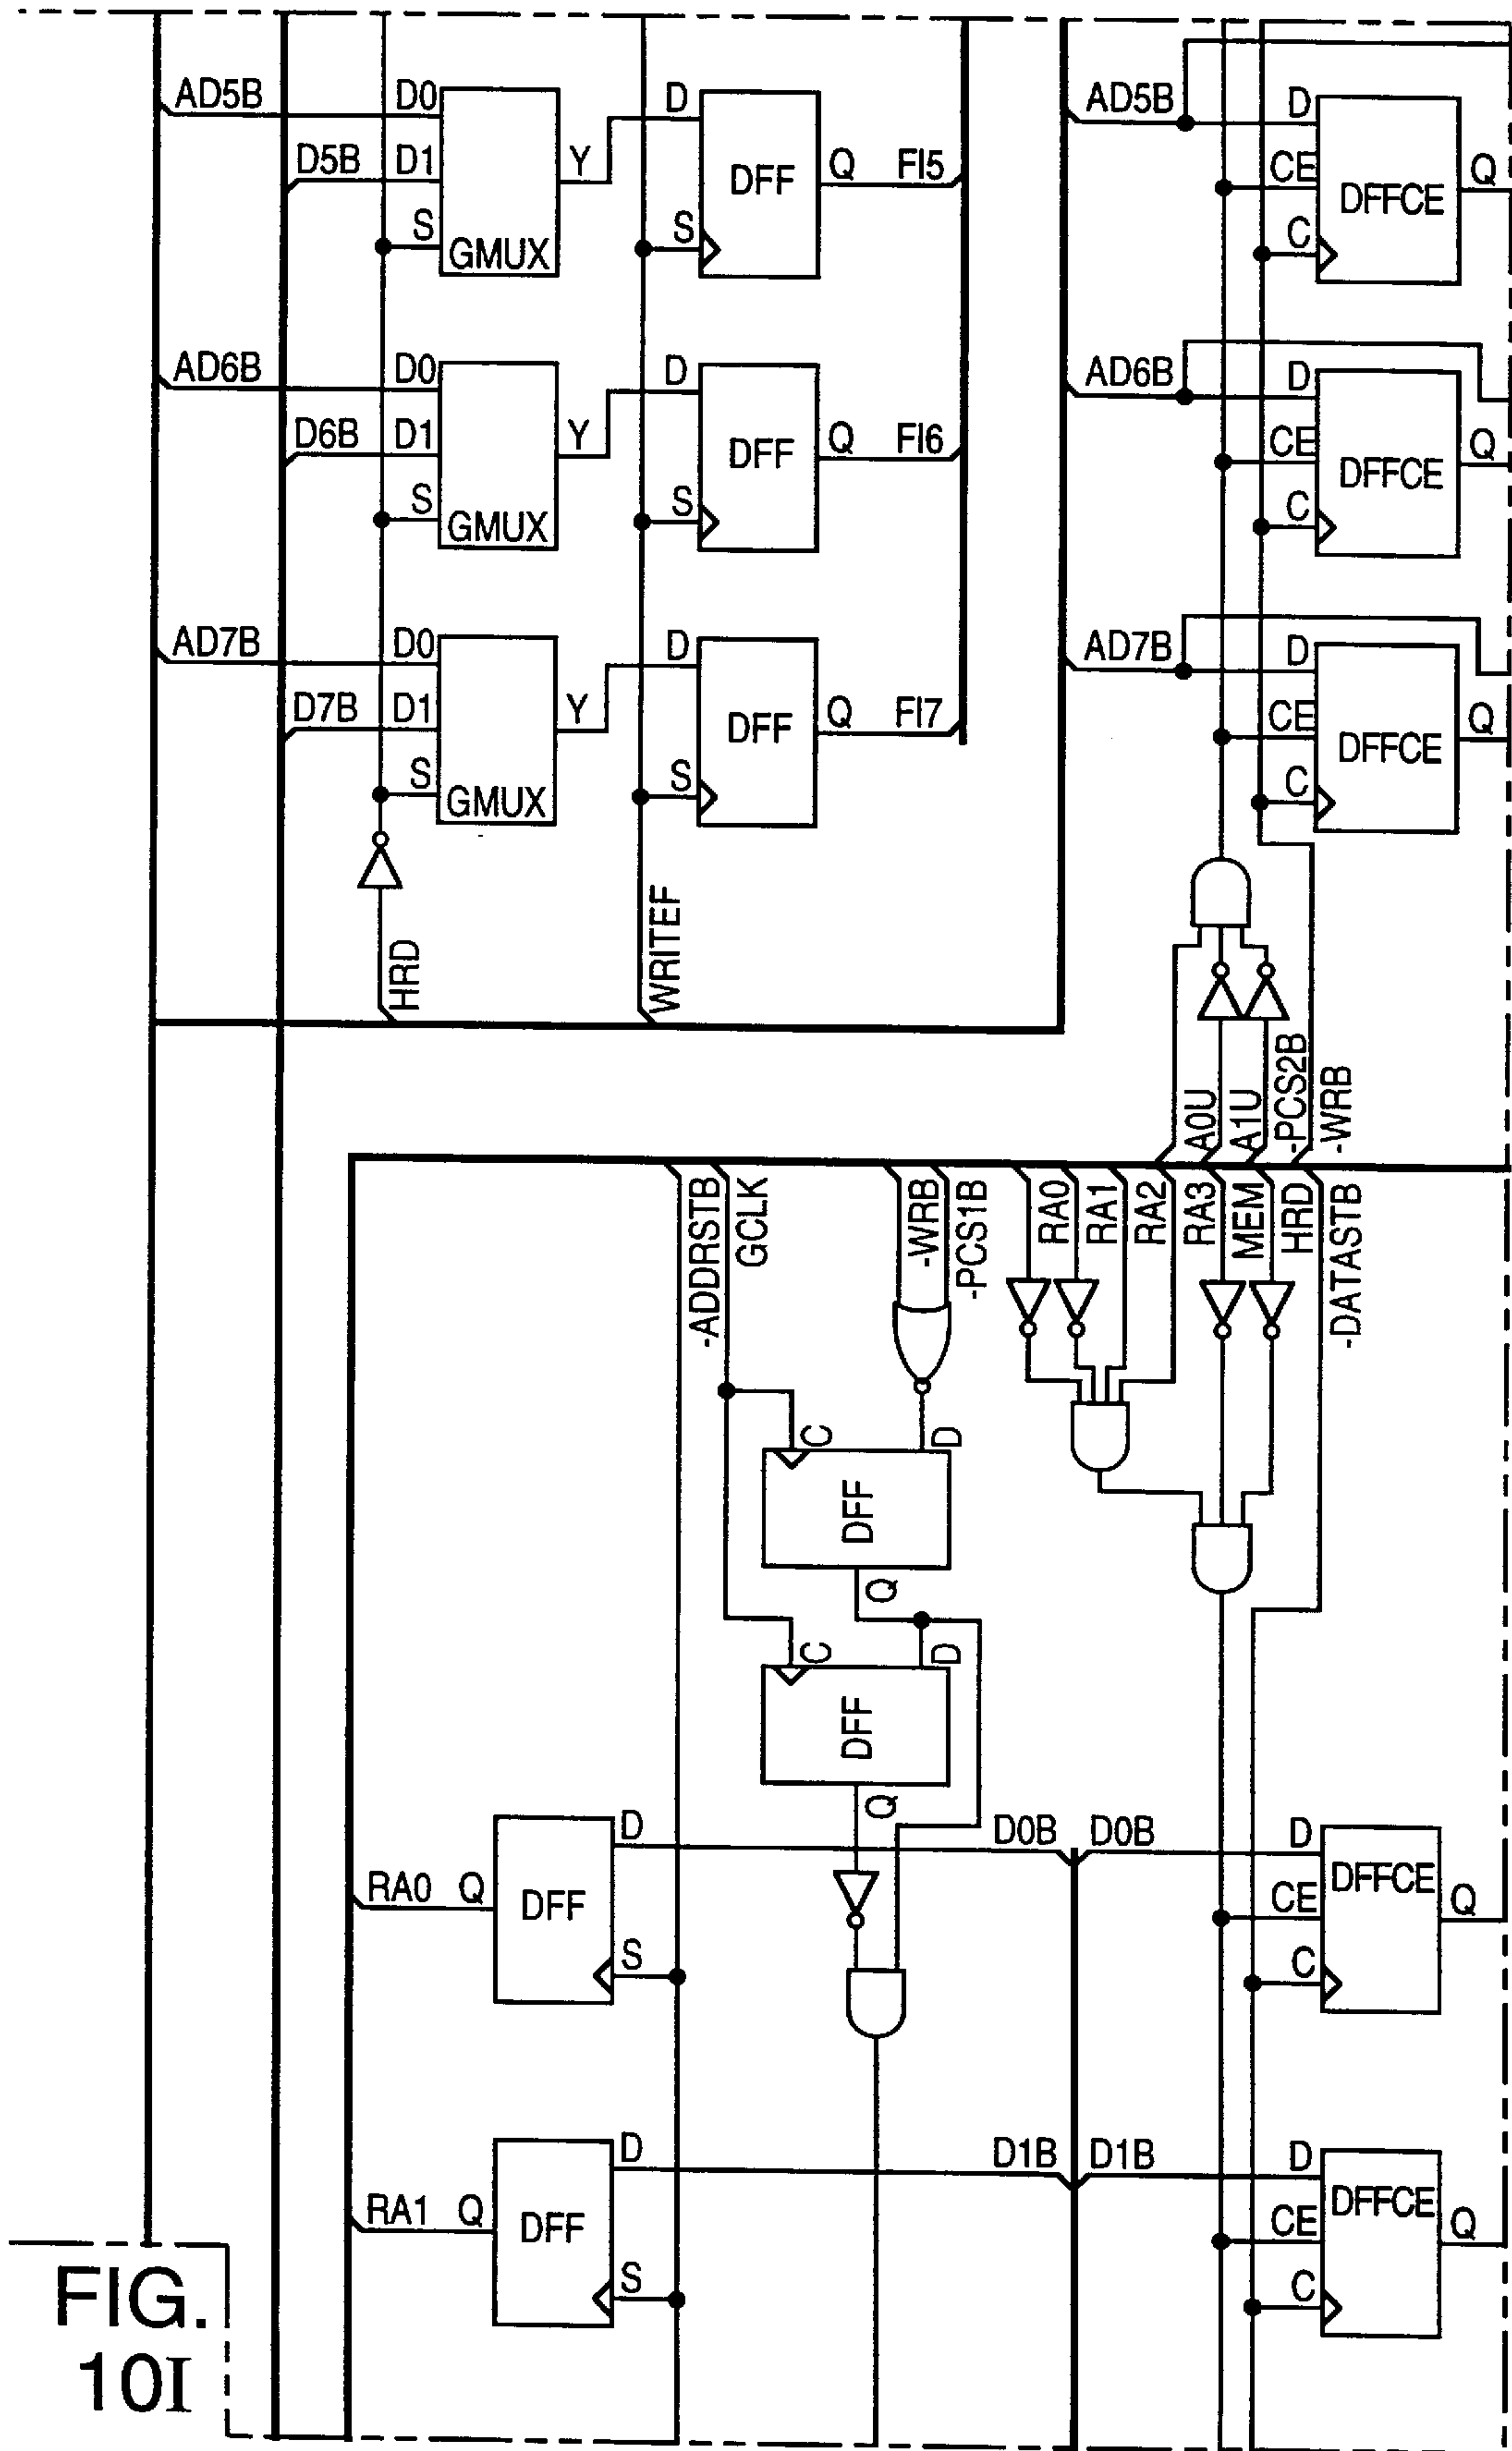 AD5B D0 D AD5B D
D5B D1 Y DFF Q FI5 CE DFFCE Q
S GMUX S C
AD6B D0 D AD6B D
D6B D1 Y DFF Q FI6 CE DFFCE Q
S GMUX S C
AD7B D0 D AD7B D
D7B D1 Y DFF Q FI7 CE DFFCE Q
S GMUX S C
HRD
WRITEF
A0U
A1U
-PCS2B
-WRB
-ADDRSTB
GCLK
-WRB
-PCS1B
RA0
RA1
RA2
RA3
MEM
HRD
-DATASTB
C D
DFF
Q
C D
DFF
Q
D D0B D0B D
RA0 Q DFF CE DFFCE Q
S C
D D1B D1B D
RA1 Q DFF CE DFFCE Q
S C
FIG.
10I